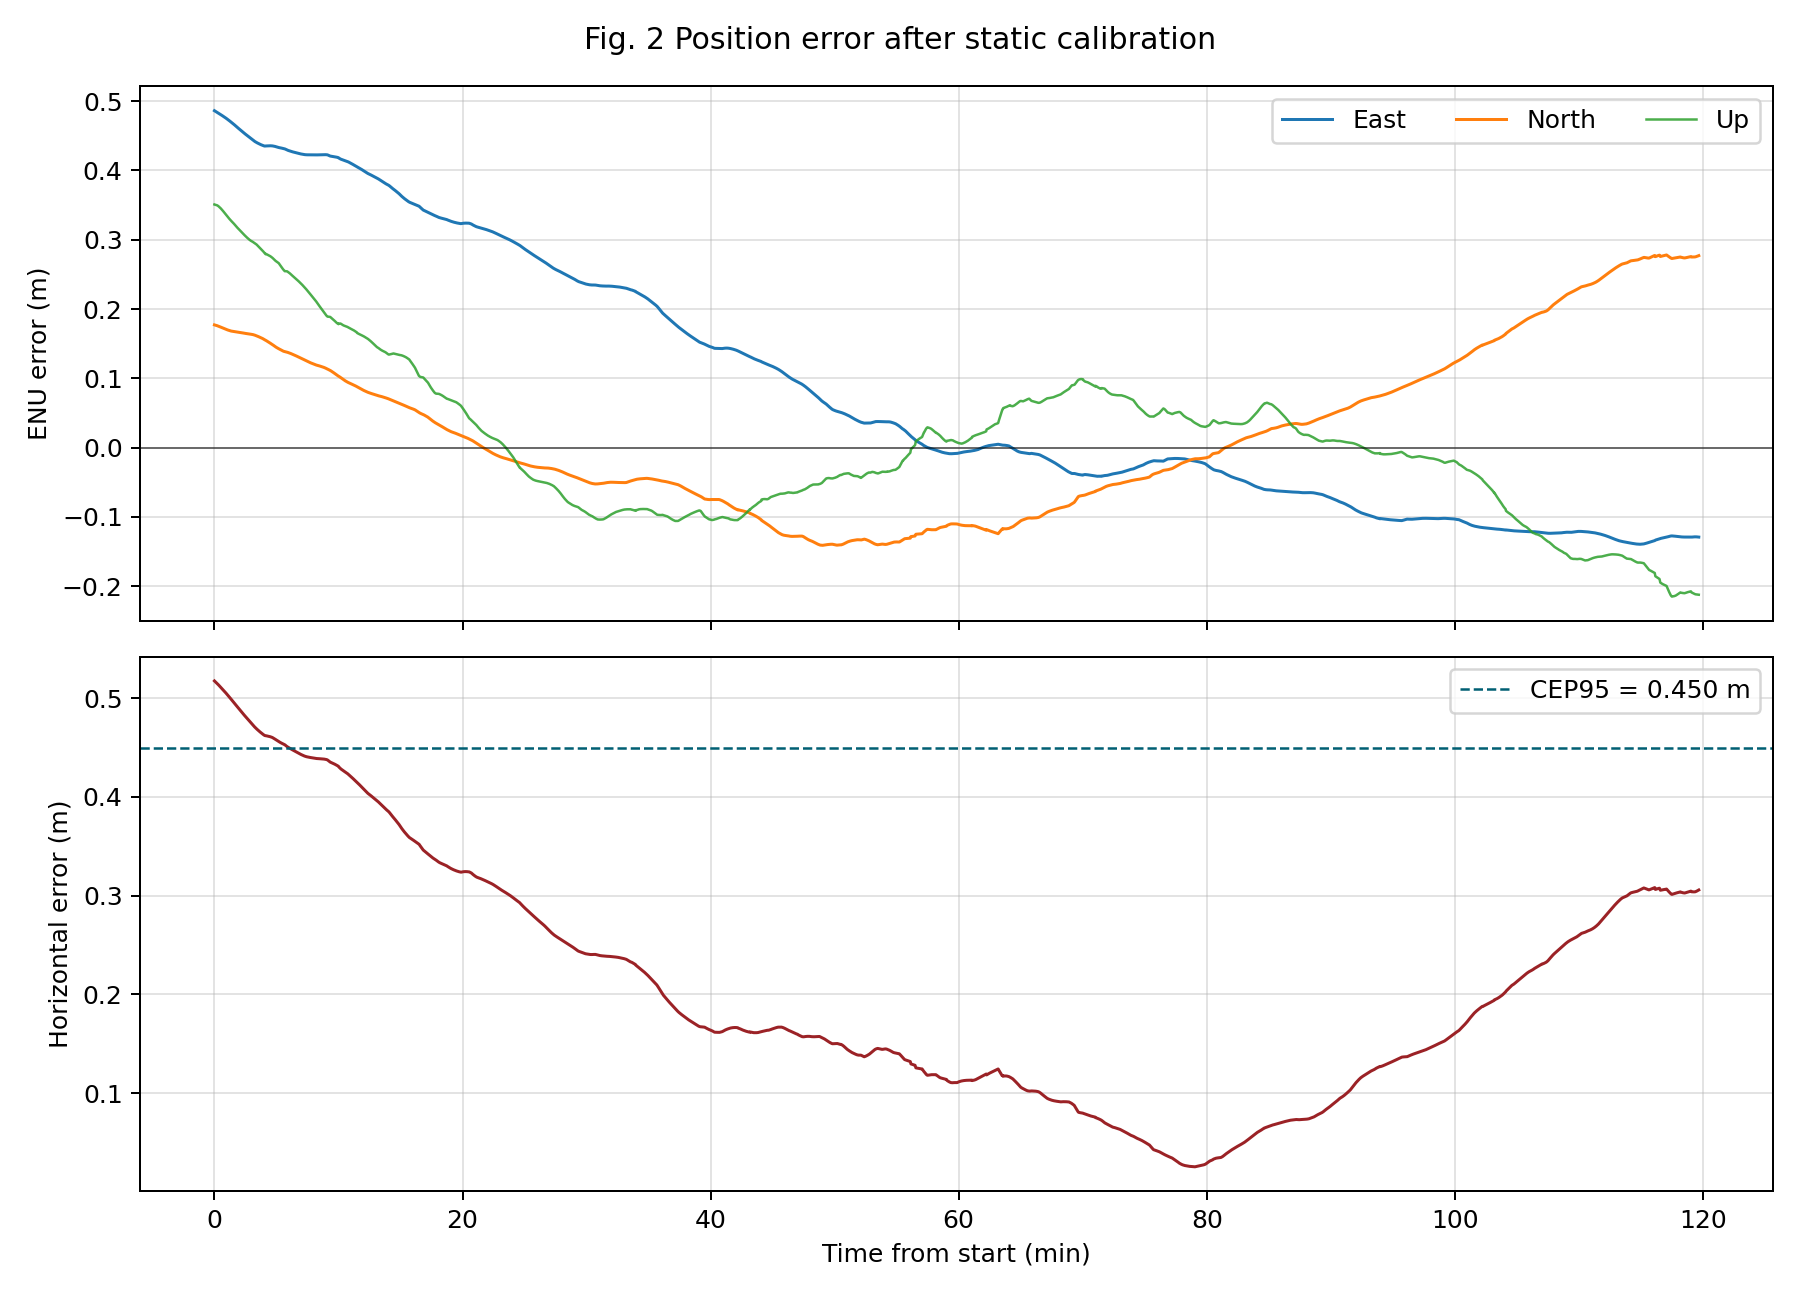 Fig. 2 Position error after static calibration
East North Up
ENU error (m)
0.5
0.4
0.3
0.2
0.1
0.0
−0.1
−0.2
CEP95 = 0.450 m
Horizontal error (m)
0.5
0.4
0.3
0.2
0.1
0 20 40 60 80 100 120
Time from start (min)